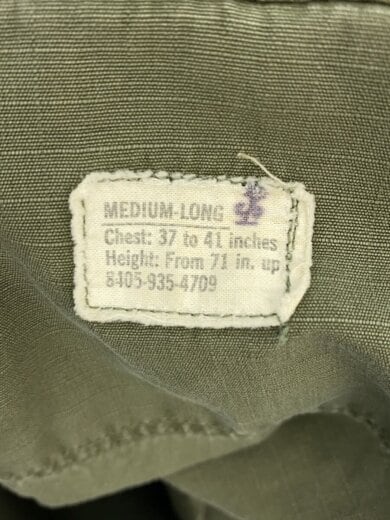 MEDIUM-LONG
Chest: 37 to 41 inches
Height: From 71 in. up
8405-935-4709